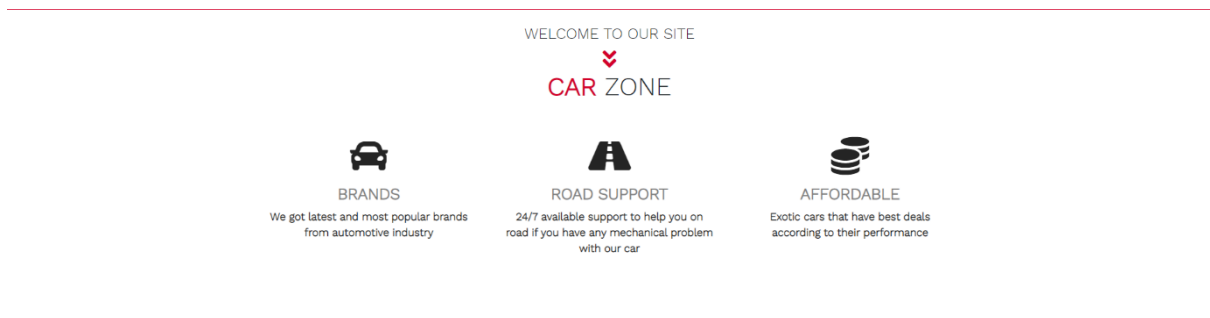 WELCOME TO OUR SITE
CAR ZONE
BRANDS
We got latest and most popular brands
from automotive industry
ROAD SUPPORT
24/7 available support to help you on
road if you have any mechanical problem
with our car
AFFORDABLE
Exotic cars that have best deals
according to their performance